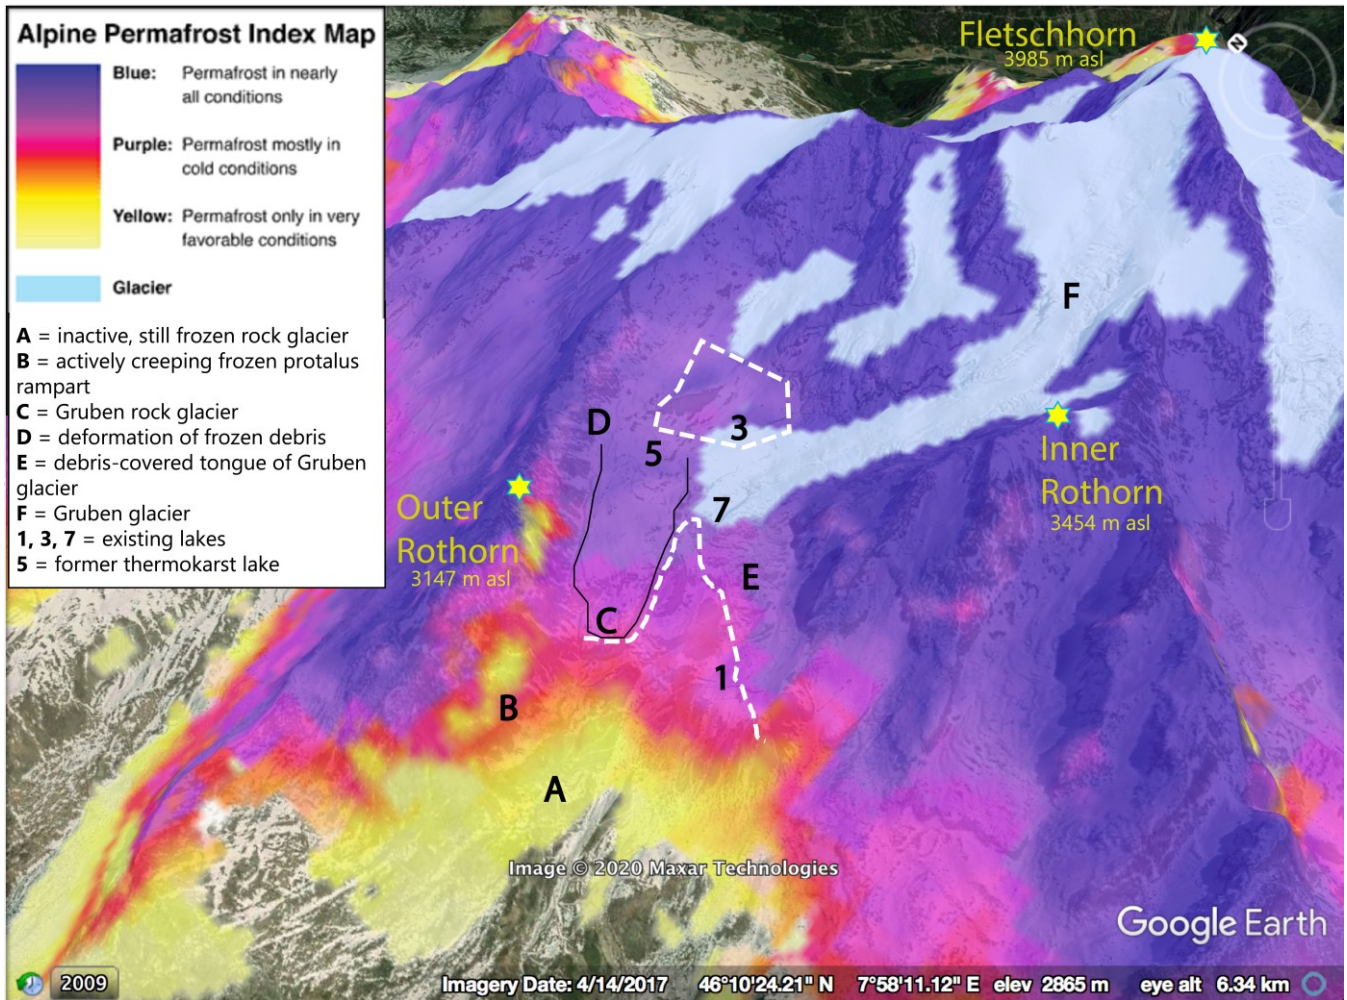 Alpine Permafrost Index Map
Blue: Permafrost in nearly
all conditions
Purple: Permafrost mostly in
cold conditions
Yellow: Permafrost only in very
favorable conditions
Glacier
A = inactive, still frozen rock glacier
B = actively creeping frozen protalus
rampart
C = Gruben rock glacier
D = deformation of frozen debris
E = debris-covered tongue of Gruben
glacier
F = Gruben glacier
1, 3, 7 = existing lakes
5 = former thermokarst lake
Fletschhorn
3985 m asl
N
F
D
3
5
Inner
Rothorn
3454 m asl
Outer
Rothorn
3147 m asl
7
E
C
1
B
A
Image © 2020 Maxar Technologies
Google Earth
2009
Imagery Date: 4/14/2017 46°10'24.21" N 7°58'11.12" E elev 2865 m eye alt 6.34 km